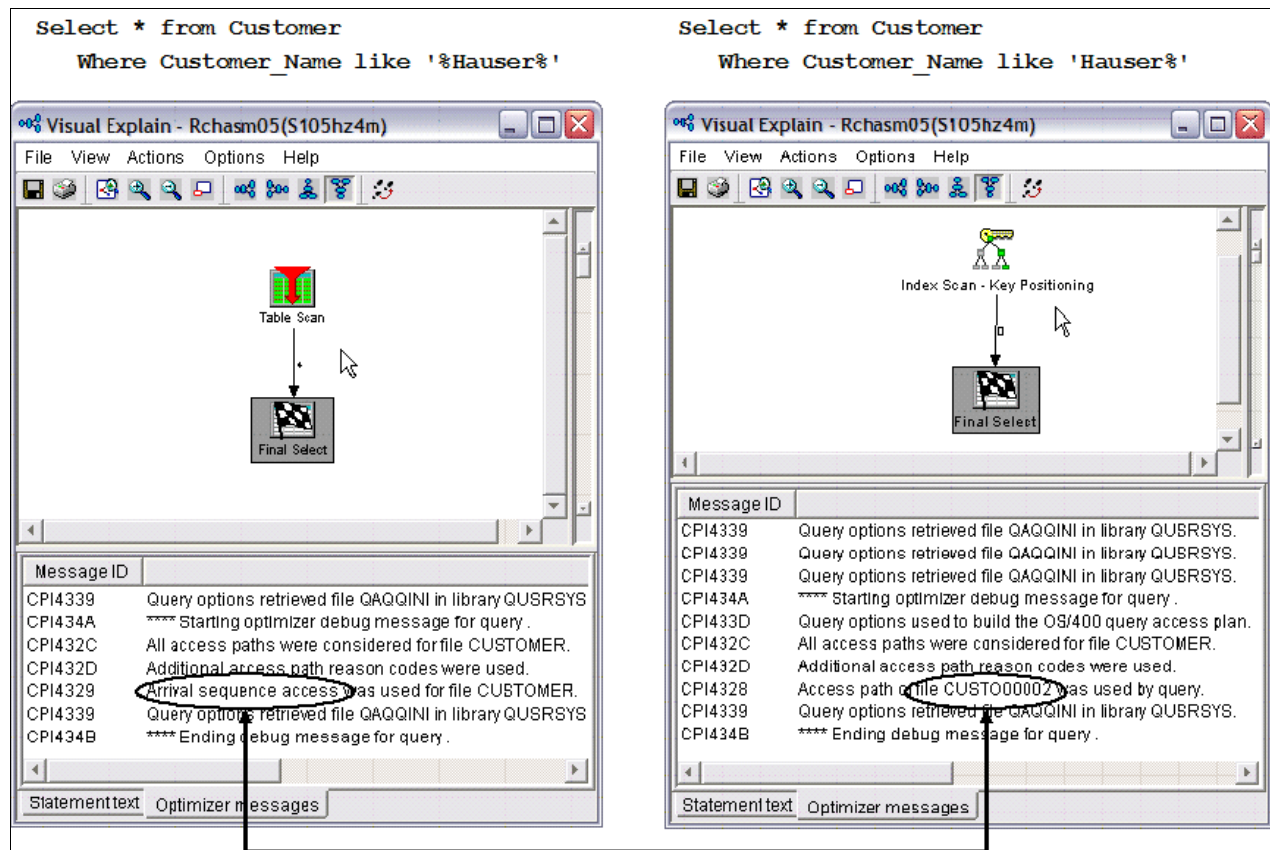 Select * from Customer
Where Customer_Name like '%Hauser%'
Visual Explain - Rchasm05(S105hz4m)
File View Actions Options Help
Table Scan
Final Select
Message ID
CPI4339 Query options retrieved file QAQQINI in library QUSRSYS
CPI434A **** Starting optimizer debug message for query .
CPI432C All access paths were considered for file CUSTOMER.
CPI432D Additional access path reason codes were used.
CPI4329 Arrival sequence access was used for file CUSTOMER.
CPI4339 Query options retrieved file QAQQINI in library QUSRSYS
CPI434B **** Ending debug message for query .
Statement text Optimizer messages
Select * from Customer
Where Customer_Name like 'Hauser%'
Visual Explain - Rchasm05(S105hz4m)
File View Actions Options Help
Index Scan - Key Positioning
Final Select
Message ID
CPI4339 Query options retrieved file QAQQINI in library QUSRSYS.
CPI4339 Query options retrieved file QAQQINI in library QUSRSYS.
CPI4339 Query options retrieved file QAQQINI in library QUSRSYS.
CPI434A **** Starting optimizer debug message for query .
CPI433D Query options used to build the OS/400 query access plan.
CPI432C All access paths were considered for file CUSTOMER.
CPI432D Additional access path reason codes were used.
CPI4328 Access path of file CUSTO00002 was used by query.
CPI4339 Query options retrieved file QAQQINI in library QUSRSYS.
CPI434B **** Ending debug message for query .
Statement text Optimizer messages